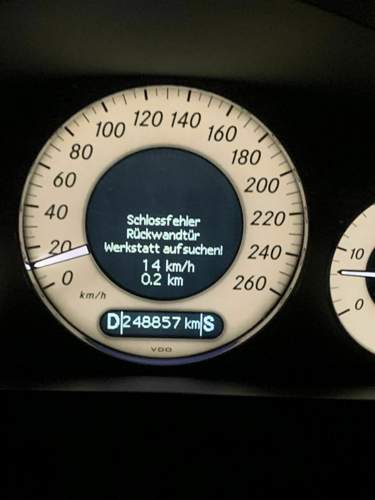 120 140
100 160
80 180
60 200
40 220
20 240
0 260
km/h
Schlossfehler
Rückwandtür
Werkstatt aufsuchen!
14 km/h
0.2 km
D 248857 km S
VDO
10
0